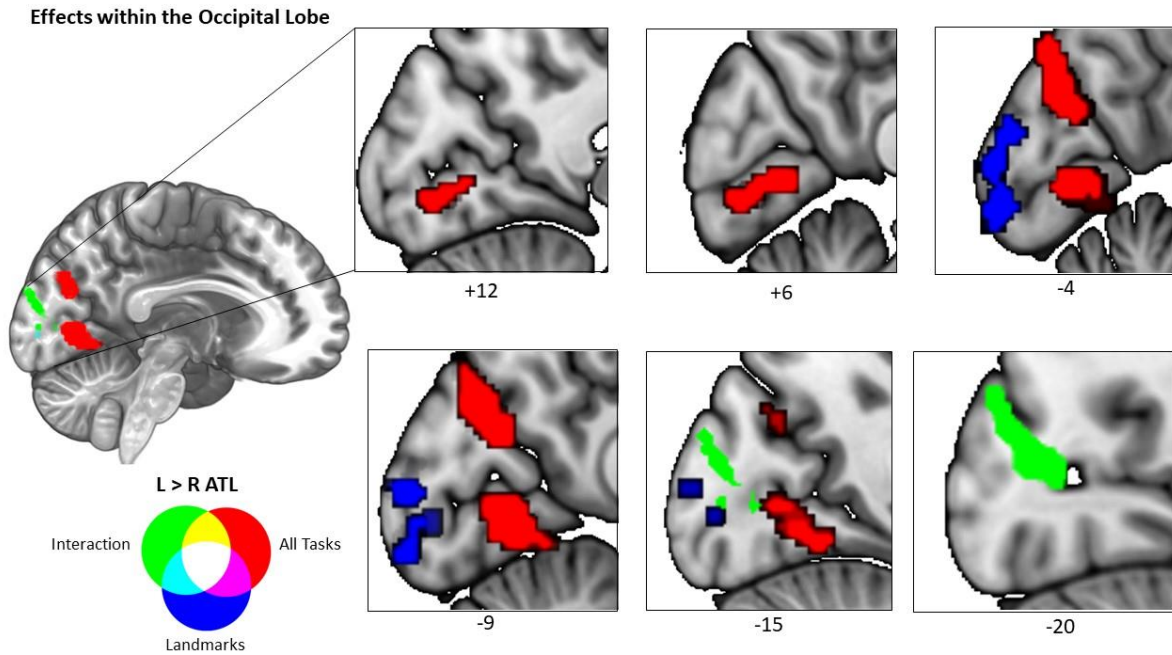 Effects within the Occipital Lobe
+12
+6
-4
L > R ATL
Interaction
All Tasks
Landmarks
-9
-15
-20